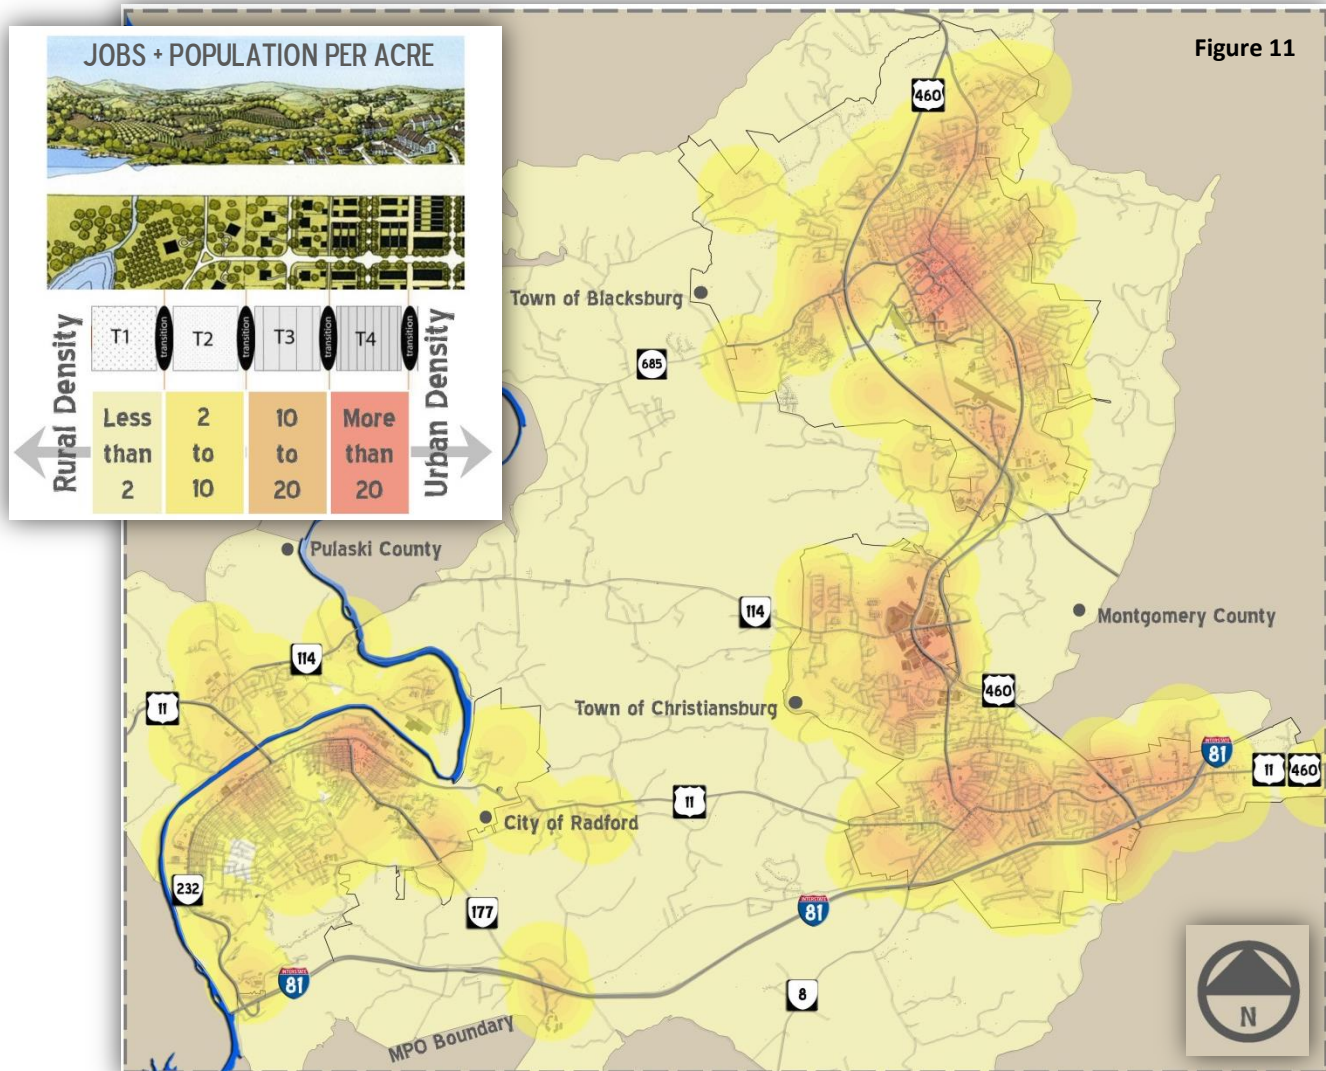 Figure 11
JOBS + POPULATION PER ACRE
T1
transition
T2
transition
T3
transition
T4
transition
Rural Density
Less
than
2
2
to
10
10
to
20
More
than
20
Urban Density
460
Town of Blacksburg
685
Pulaski County
114
Montgomery County
114
460
11
Town of Christiansburg
INTERSTATE
81
11
460
11
City of Radford
232
177
INTERSTATE
81
INTERSTATE
81
8
MPO Boundary
N